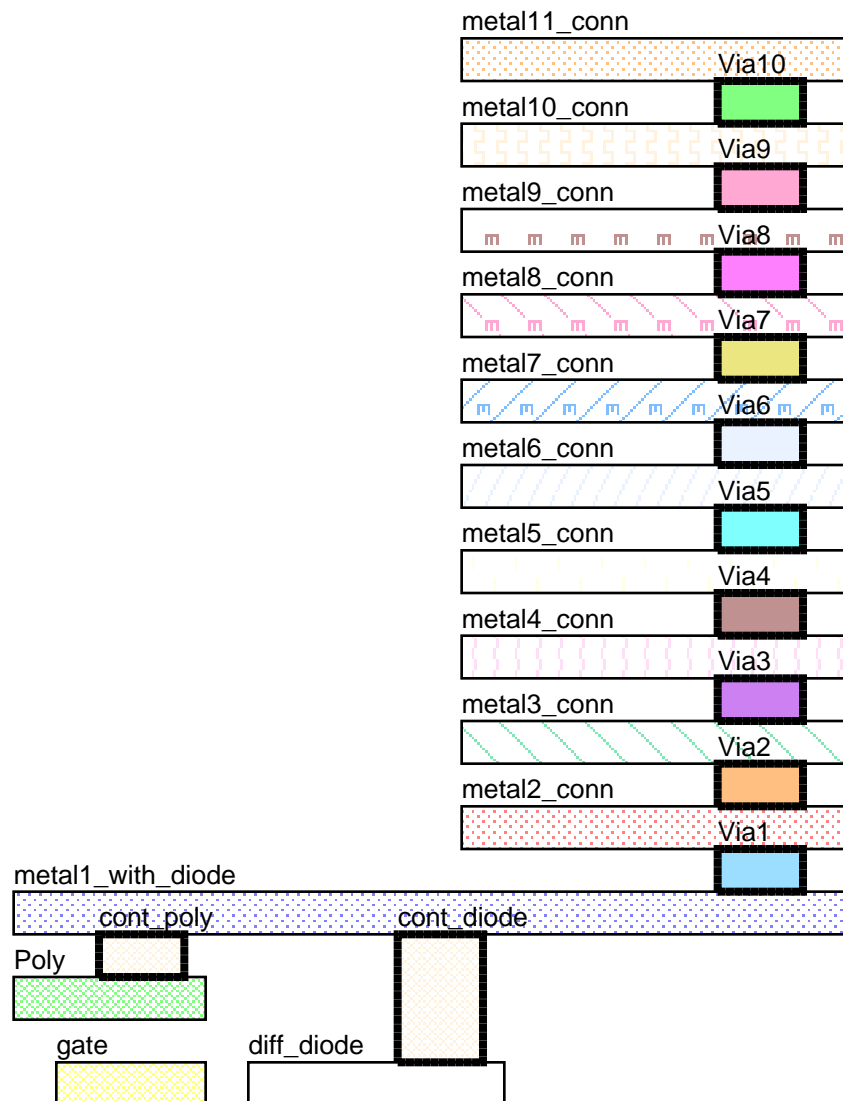 metal11_conn
Via10
metal10_conn
Via9
metal9_conn
Via8
metal8_conn
Via7
metal7_conn
Via6
metal6_conn
Via5
metal5_conn
Via4
metal4_conn
Via3
metal3_conn
Via2
metal2_conn
Via1
metal1_with_diode
cont_poly cont_diode
Poly
gate diff_diode